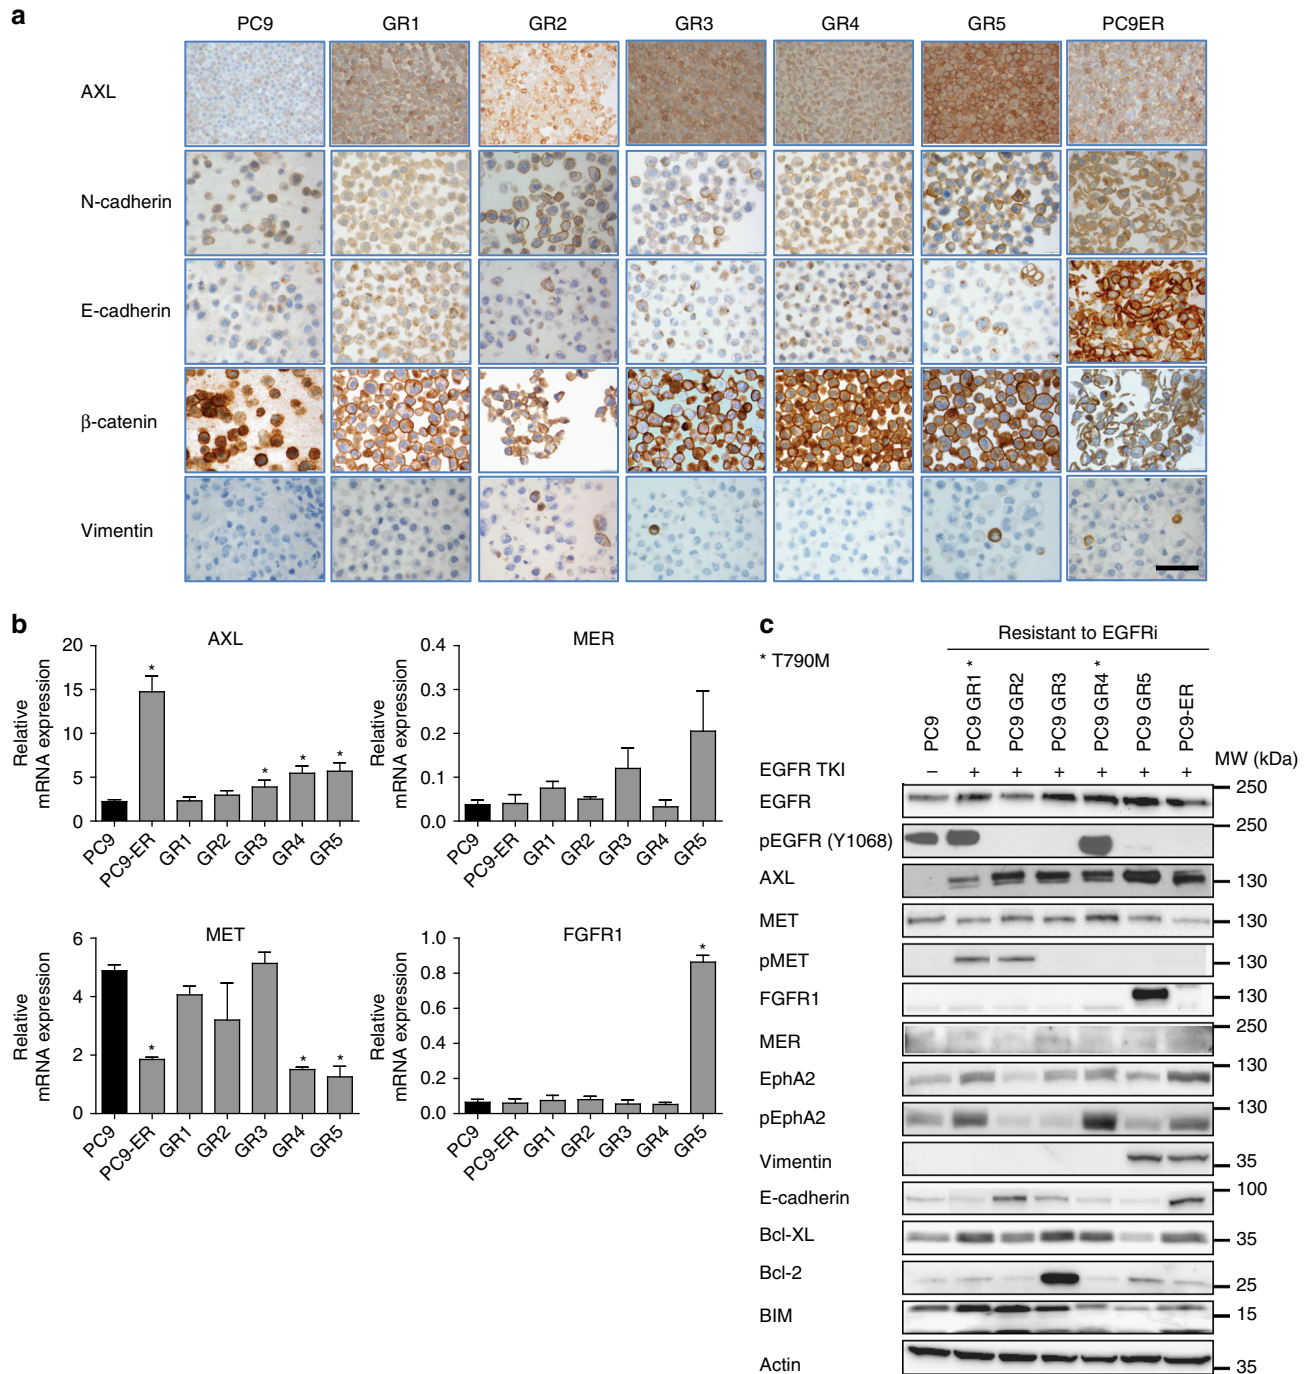 a
PC9 GR1 GR2 GR3 GR4 GR5 PC9ER
AXL
N-cadherin
E-cadherin
β-catenin
Vimentin
b
AXL
Relative mRNA expression
20
15
10
5
0
*
*
*
*
PC9 PC9-ER GR1 GR2 GR3 GR4 GR5
MER
Relative mRNA expression
0.4
0.3
0.2
0.1
0.0
PC9 PC9-ER GR1 GR2 GR3 GR4 GR5
MET
Relative mRNA expression
6
4
2
0
*
*
*
PC9 PC9-ER GR1 GR2 GR3 GR4 GR5
FGFR1
Relative mRNA expression
1.0
0.8
0.6
0.4
0.2
0.0
*
PC9 PC9-ER GR1 GR2 GR3 GR4 GR5
c
Resistant to EGFRi
* T790M
PC9 PC9 GR1 * PC9 GR2 PC9 GR3 PC9 GR4 * PC9 GR5 PC9-ER
MW (kDa)
EGFR TKI – + + + + + +
EGFR 250
pEGFR (Y1068) 250
AXL 130
MET 130
pMET 130
FGFR1 130
MER 250
EphA2 130
pEphA2 130
Vimentin 35
E-cadherin 100
Bcl-XL 35
Bcl-2 25
BIM 15
Actin 35